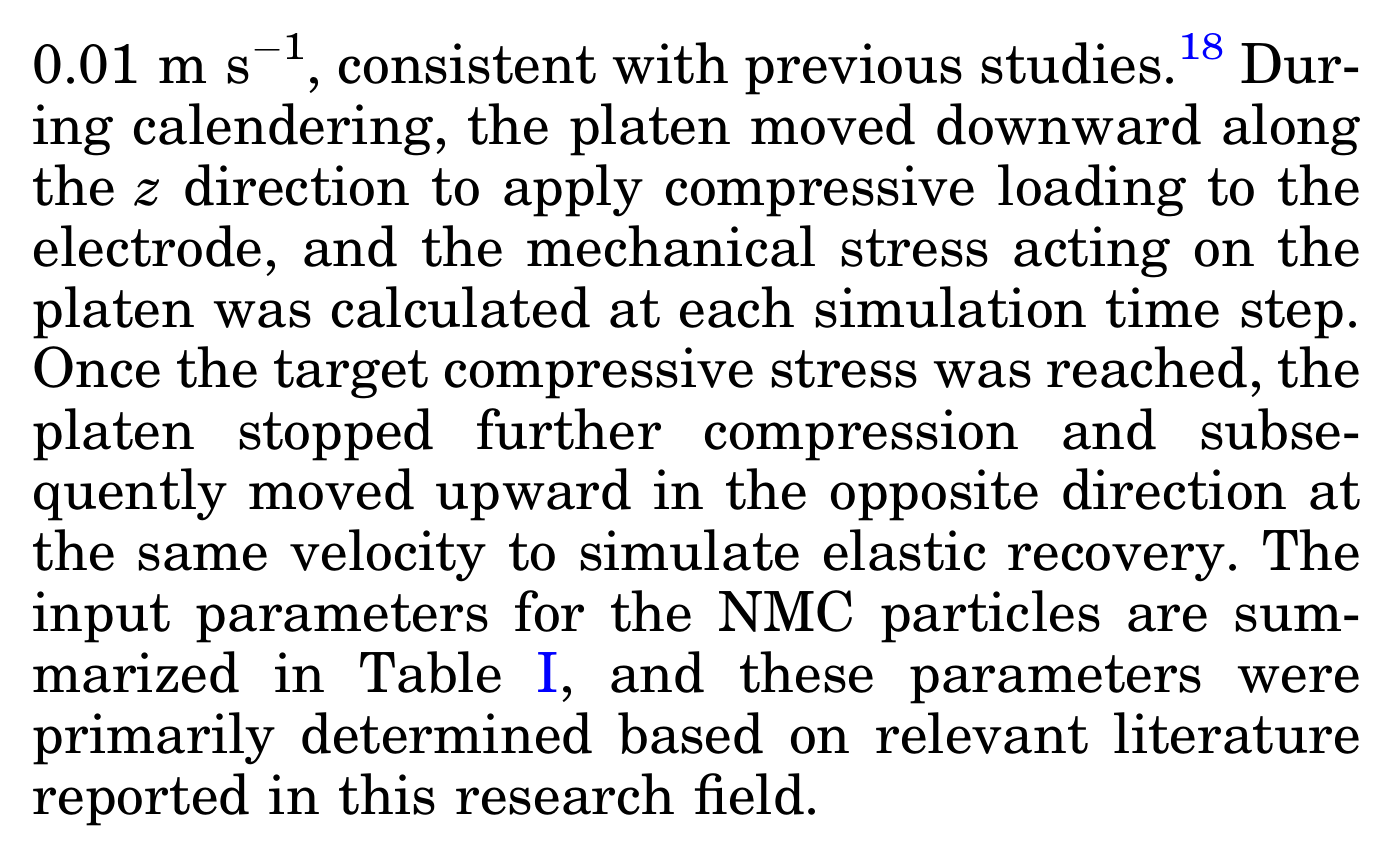 0.01 m s⁻¹, consistent with previous studies.¹⁸ Dur-
ing calendering, the platen moved downward along
the z direction to apply compressive loading to the
electrode, and the mechanical stress acting on the
platen was calculated at each simulation time step.
Once the target compressive stress was reached, the
platen stopped further compression and subse-
quently moved upward in the opposite direction at
the same velocity to simulate elastic recovery. The
input parameters for the NMC particles are sum-
marized in Table I, and these parameters were
primarily determined based on relevant literature
reported in this research field.